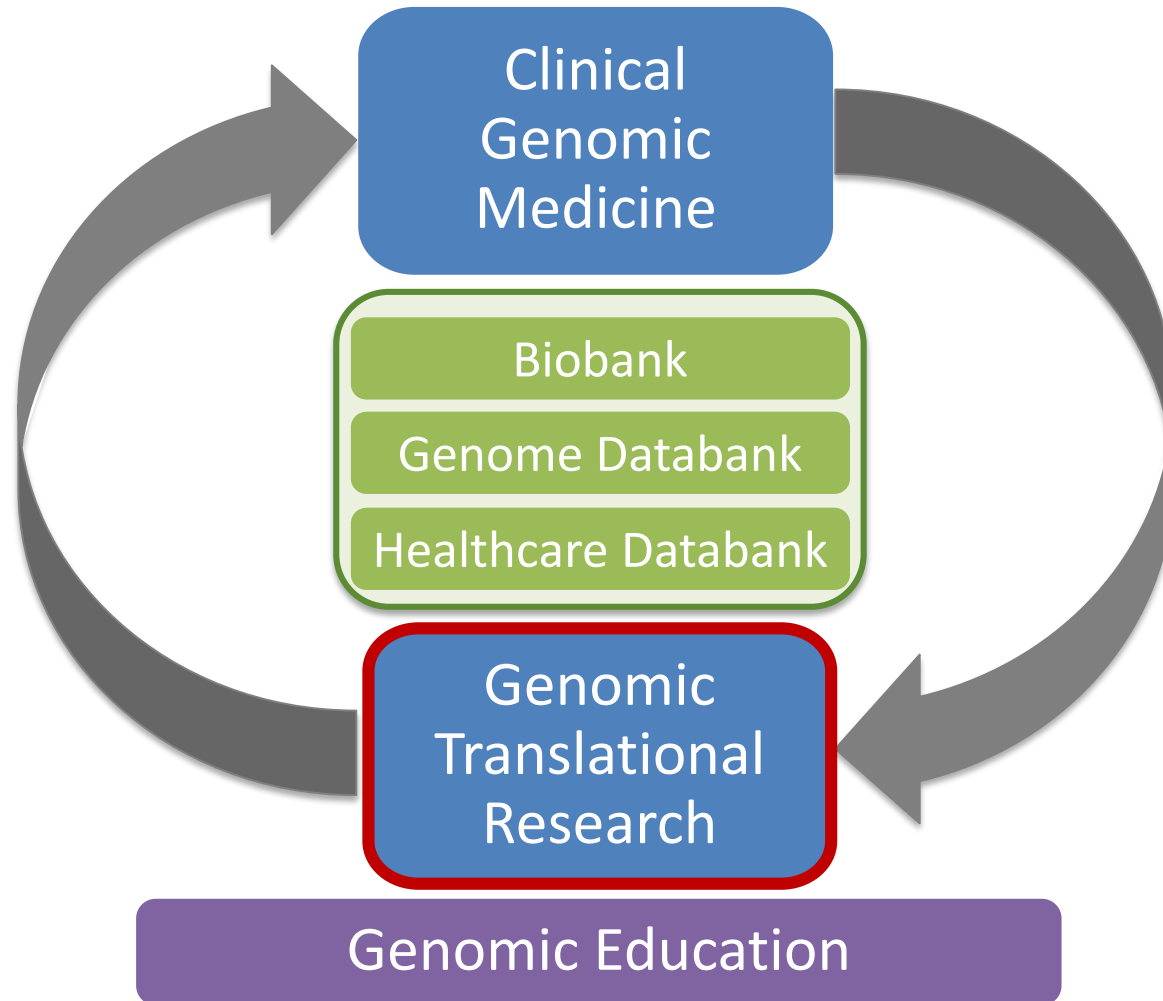 Clinical
Genomic
Medicine
Biobank
Genome Databank
Healthcare Databank
Genomic
Translational
Research
Genomic Education